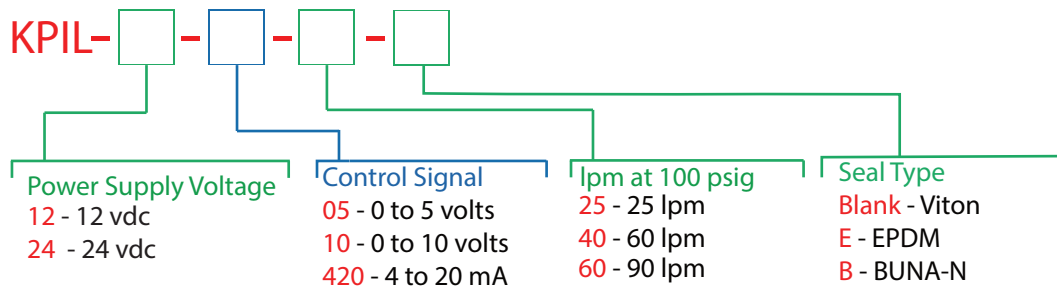 KPIL- - - -
Power Supply Voltage
12 - 12 vdc
24 - 24 vdc
Control Signal
05 - 0 to 5 volts
10 - 0 to 10 volts
420 - 4 to 20 mA
lpm at 100 psig
25 - 25 lpm
40 - 60 lpm
60 - 90 lpm
Seal Type
Blank - Viton
E - EPDM
B - BUNA-N